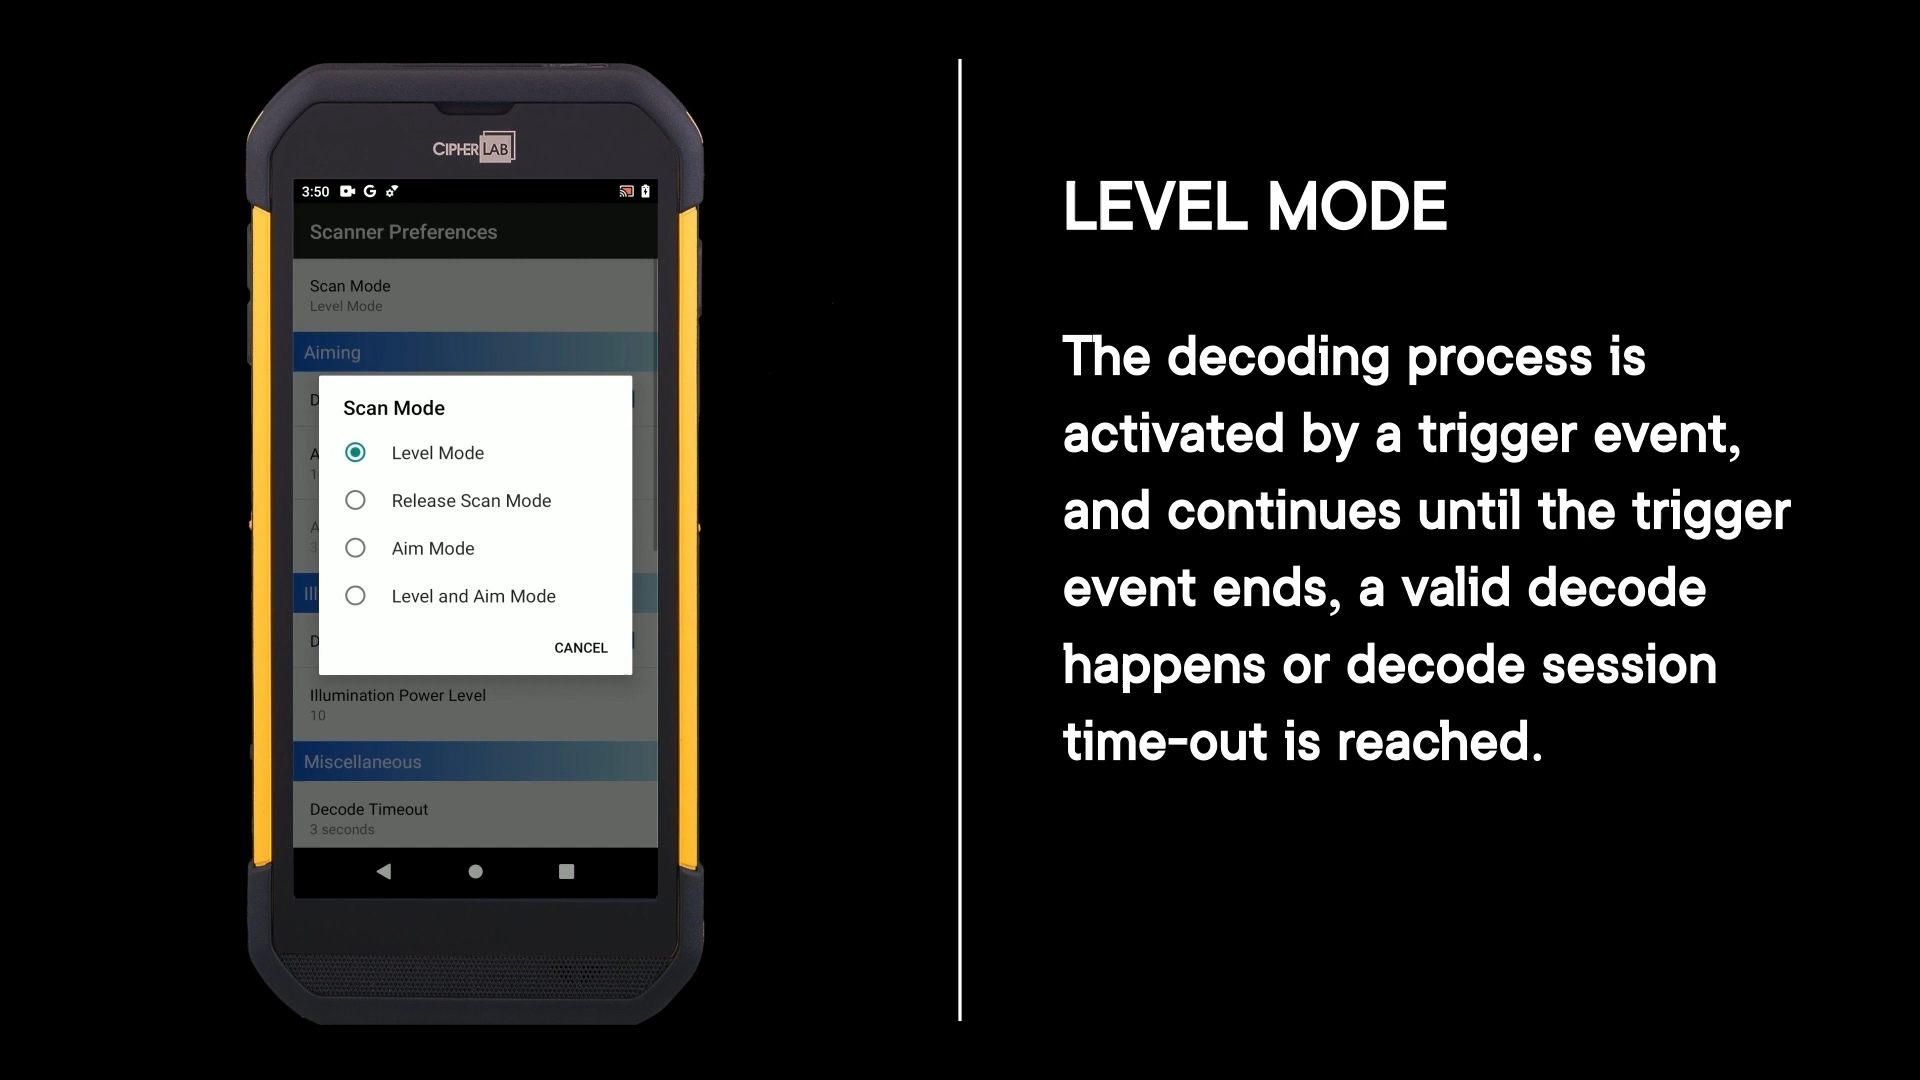 CIPHERLAB
3:50
Scanner Preferences
Scan Mode
Level Mode
Aiming
D
Scan Mode
Level Mode
A
1
Release Scan Mode
A
3
Aim Mode
Ill
Level and Aim Mode
D
CANCEL
Illumination Power Level
10
Miscellaneous
Decode Timeout
3 seconds
LEVEL MODE
The decoding process is
activated by a trigger event,
and continues until the trigger
event ends, a valid decode
happens or decode session
time-out is reached.